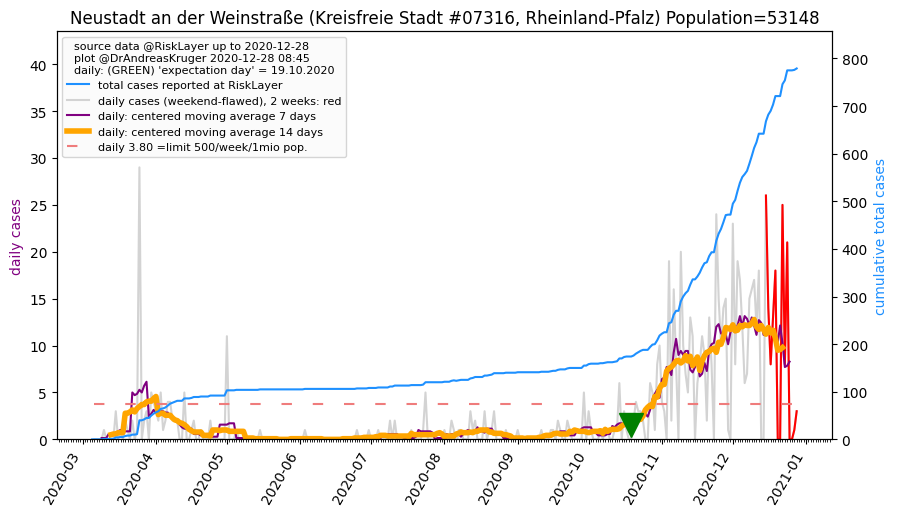 Neustadt an der Weinstraße (Kreisfreie Stadt #07316, Rheinland-Pfalz) Population=53148
source data @RiskLayer up to 2020-12-28
plot @DrAndreasKruger 2020-12-28 08:45
daily: (GREEN) 'expectation day' = 19.10.2020
total cases reported at RiskLayer
daily cases (weekend-flawed), 2 weeks: red
daily: centered moving average 7 days
daily: centered moving average 14 days
daily 3.80 =limit 500/week/1mio pop.
daily cases
40
35
30
25
20
15
10
5
0
800
700
600
500
400
300
200
100
0
cumulative total cases
2020-03
2020-04
2020-05
2020-06
2020-07
2020-08
2020-09
2020-10
2020-11
2020-12
2021-01